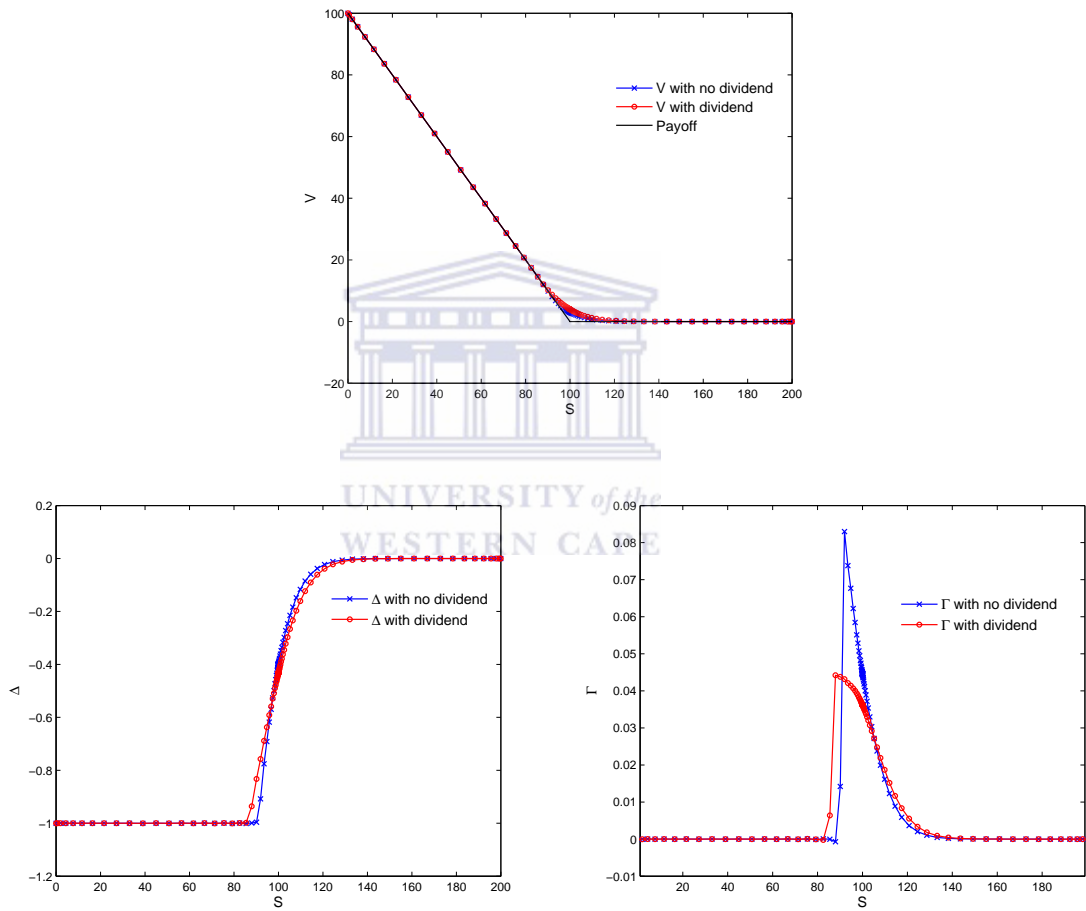 100
80
60
40
20
0
−20
V
0 20 40 60 80 100 120 140 160 180 200
S
V with no dividend
V with dividend
Payoff
UNIVERSITY of the
WESTERN CAPE
0.2
0
−0.2
−0.4
−0.6
−0.8
−1
−1.2
Δ
0 20 40 60 80 100 120 140 160 180 200
S
Δ with no dividend
Δ with dividend
0.09
0.08
0.07
0.06
0.05
0.04
0.03
0.02
0.01
0
−0.01
Γ
20 40 60 80 100 120 140 160 180
S
Γ with no dividend
Γ with dividend